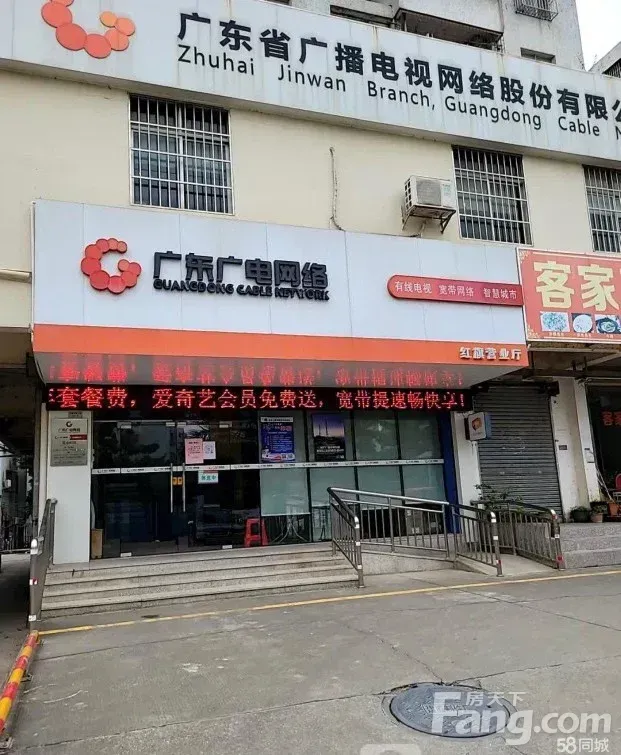 广东省广播电视网络股份有限公
Zhuhai Jinwan Branch, Guangdong Cable N
广东广电网络
GUANGDONG CABLE NETWORK
有线电视 宽带网络 智慧城市
客家
红旗营业厅
套餐费，爱奇艺会员免费送，宽带提速畅快享！
客家
房天下
Fang.com
58同城